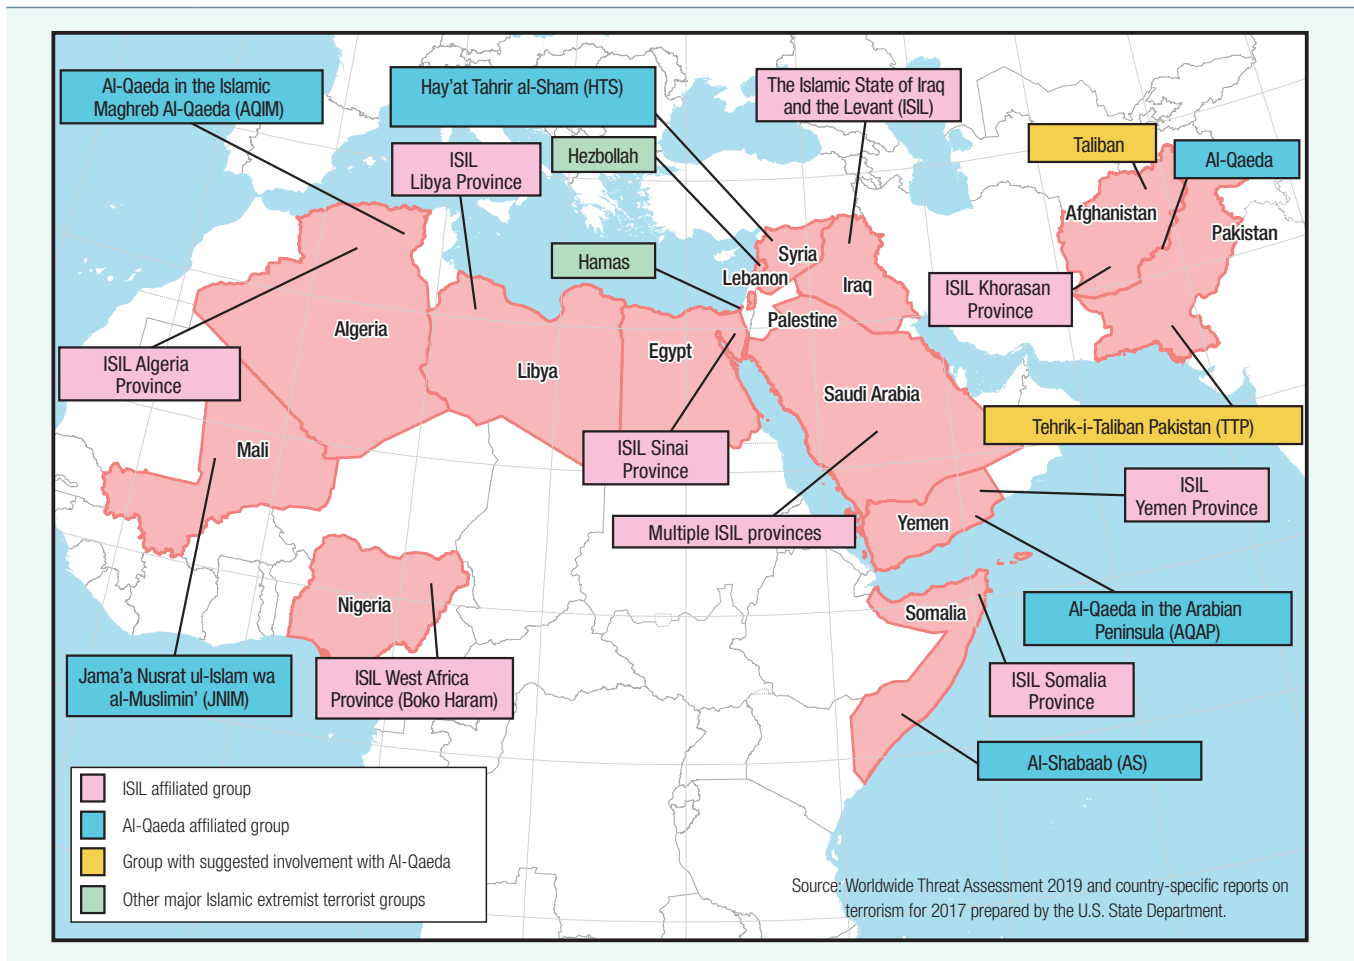 Al-Qaeda in the Islamic
Maghreb Al-Qaeda (AQIM)
Hay'at Tahrir al-Sham (HTS)
The Islamic State of Iraq
and the Levant (ISIL)
Taliban
Al-Qaeda
Hezbollah
ISIL
Libya Province
Hamas
Afghanistan
Pakistan
Syria
Lebanon
Iraq
ISIL Khorasan
Province
Palestine
Algeria
Egypt
Libya
ISIL Algeria
Province
Saudi Arabia
Tehrik-i-Taliban Pakistan (TTP)
Mali
ISIL Sinai
Province
ISIL
Yemen Province
Multiple ISIL provinces
Yemen
Nigeria
Somalia
Al-Qaeda in the Arabian
Peninsula (AQAP)
Jama'a Nusrat ul-Islam wa
al-Muslimin' (JNIM)
ISIL West Africa
Province (Boko Haram)
ISIL Somalia
Province
Al-Shabaab (AS)
ISIL affiliated group
Al-Qaeda affiliated group
Group with suggested involvement with Al-Qaeda
Other major Islamic extremist terrorist groups
Source: Worldwide Threat Assessment 2019 and country-specific reports on
terrorism for 2017 prepared by the U.S. State Department.